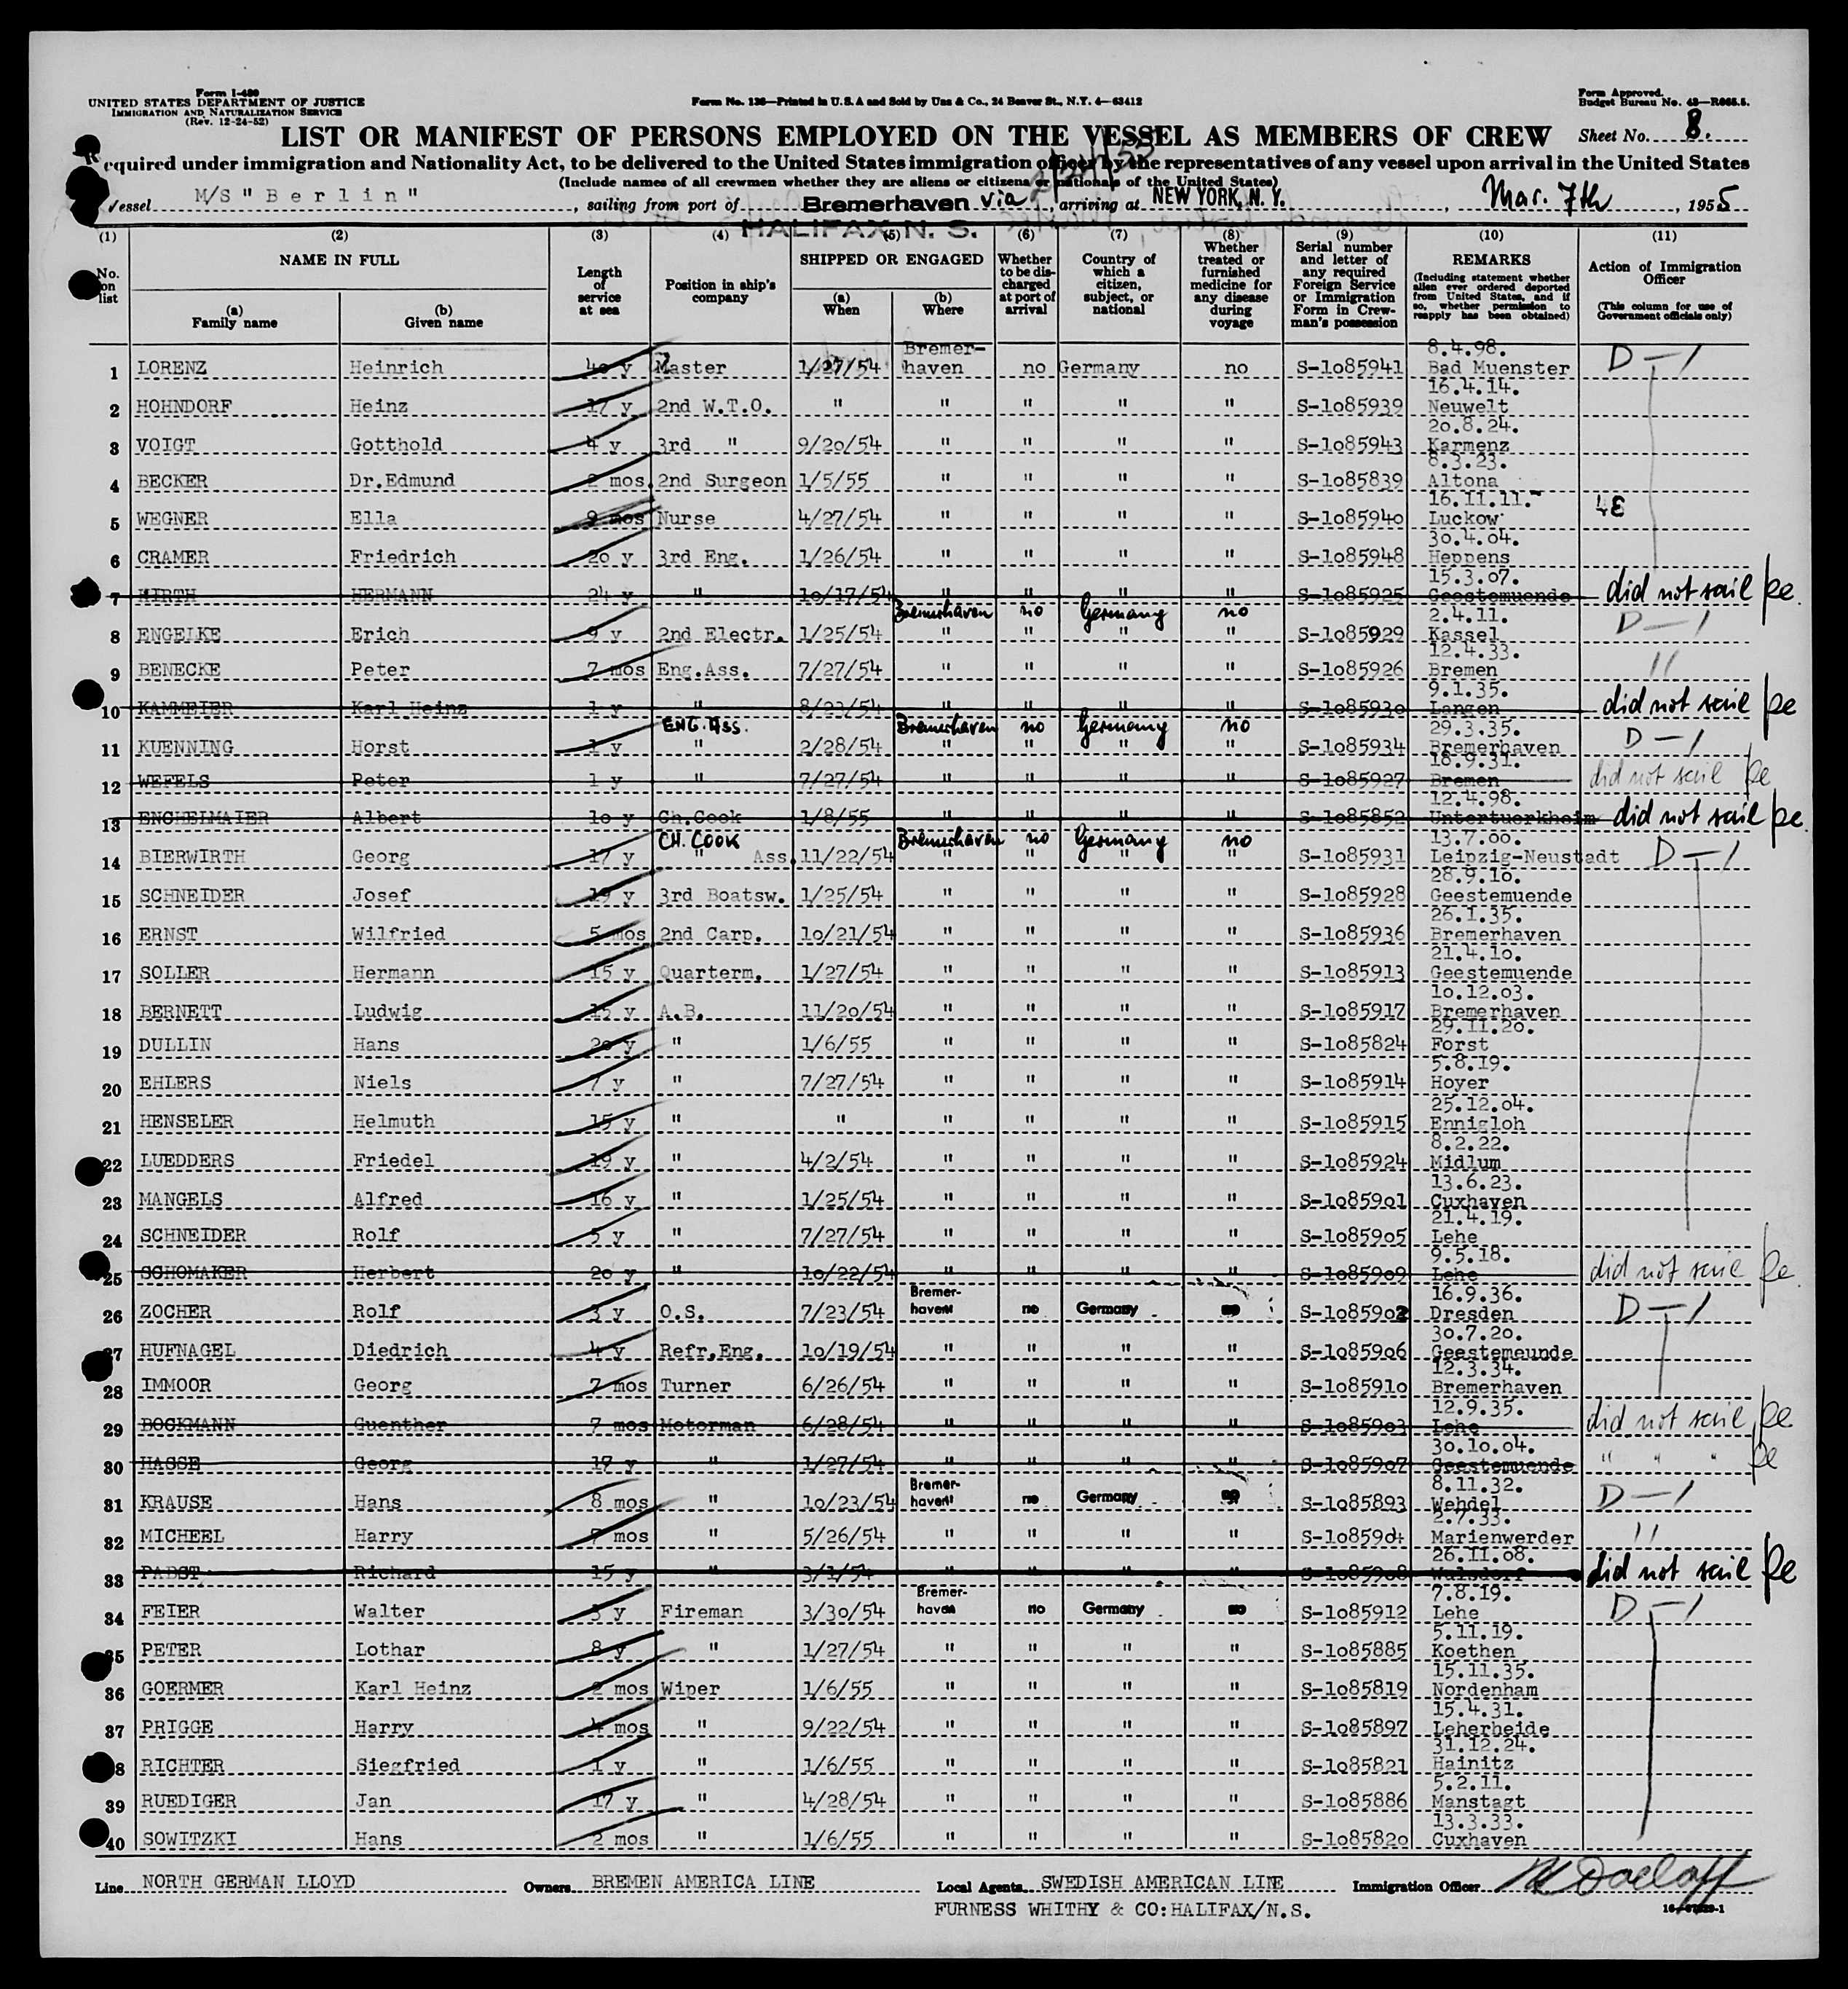 Form I-489
UNITED STATES DEPARTMENT OF JUSTICE
IMMIGRATION AND NATURALIZATION SERVICE
(Rev. 12-24-52)
Form No. 136—Printed in U.S.A and Sold by Unz & Co., 24 Beaver St., N.Y. 4—63412
Form Approved.
Budget Bureau No. 43—R065.5.
LIST OR MANIFEST OF PERSONS EMPLOYED ON THE VESSEL AS MEMBERS OF CREW
Sheet No. 8.
Required under immigration and Nationality Act, to be delivered to the United States immigration officer by the representatives of any vessel upon arrival in the United States
(Include names of all crewmen whether they are aliens or citizens or nationals of the United States)
Vessel M/S "Berlin", sailing from port of Bremerhaven via, arriving at NEW YORK, N. Y., Mar. 7th, 1955
HALIFAX N. S.
(1) (2) (3) (4) (5) (6) (7) (8) (9) (10) (11)
No. on list NAME IN FULL (a) Family name (b) Given name Length of service at sea Position in ship's company SHIPPED OR ENGAGED (a) When (b) Where Whether to be discharged at port of arrival Country of which a citizen, subject, or national Whether treated or furnished medicine for any disease during voyage Serial number and letter of any required Foreign Service or Immigration Form in Crewman's possession REMARKS (Including statement whether alien ever ordered deported from United States, and if so, whether permission to reapply has been obtained) Action of Immigration Officer (This column for use of Government officials only)
1 LORENZ Heinrich 40 y Master 1/27/54 Bremerhaven no Germany no S-1085941 8.4.98. Bad Muenster D-1
2 HOHNDORF Heinz 17 y 2nd W.T.O. " " " " " S-1085939 16.4.14. Neuwelt
3 VOIGT Gotthold 4 y 3rd " 9/20/54 " " " " S-1085943 20.8.24. Karmenz
4 BECKER Dr.Edmund 2 mos. 2nd Surgeon 1/5/55 " " " " S-1085839 8.3.23. Altona
5 WEGNER Ella 9 mos Nurse 4/27/54 " " " " S-1085940 16.11.11. Luckow 4E
6 CRAMER Friedrich 20 y 3rd Eng. 1/26/54 " " " " S-1085948 30.4.04. Heppens
7 MIRTH HERMANN 24 y " 10/17/54 " " " " S-1085925 15.3.07. Geestemuende did not sail
8 ENGELKE Erich 9 y 2nd Electr. 1/25/54 Bremerhaven no Germany no " " " " S-1085929 2.4.11. Kassel D-1
9 BENECKE Peter 7 mos Eng.Ass. 7/27/54 " " " " S-1085926 12.4.33. Bremen "
10 KAMMEIER Karl Heinz 1 y " 8/23/54 " " " " S-1085930 9.1.35. Langen did not sail
11 KUENNING Horst 1 y ENG. ASS. " 2/28/54 Bremerhaven no Germany no " " " " S-1085934 29.3.35. Bremerhaven D-1
12 WEFELS Peter 1 y " 7/27/54 " " " " S-1085927 18.9.31. Bremen did not sail
13 ENGHELMAIER Albert 10 y Ch.Cook 1/8/55 " " " " S-1085852 12.4.98. Untertuerkheim did not sail
14 BIERWIRTH Georg 17 y CH. COOK " Ass. 11/22/54 Bremerhaven no Germany no " " " " S-1085931 13.7.00. Leipzig-Neustadt D-1
15 SCHNEIDER Josef 19 y 3rd Boatsw. 1/25/54 " " " " S-1085928 28.9.10. Geestemuende
16 ERNST Wilfried 5 mos 2nd Carp. 10/21/54 " " " " S-1085936 26.1.35. Bremerhaven
17 SOLLER Hermann 15 y Quarterm. 1/27/54 " " " " S-1085913 21.4.10. Geestemuende
18 BERNETT Ludwig 15 y A.B. 11/20/54 " " " " S-1085917 10.12.03. Bremerhaven
19 DULLIN Hans 20 y " 1/6/55 " " " " S-1085824 29.11.20. Forst
20 EHLERS Niels 7 y " 7/27/54 " " " " S-1085914 5.8.19. Hoyer
21 HENSELER Helmuth 15 y " " " " " " S-1085915 25.12.04. Ennigloh
22 LUEDDERS Friedel 19 y " 4/2/54 " " " " S-1085924 8.2.22. Midlum
23 MANGELS Alfred 16 y " 1/25/54 " " " " S-1085901 13.6.23. Cuxhaven
24 SCHNEIDER Rolf 5 y " 7/27/54 " " " " S-1085905 21.4.19. Lehe
25 SCHOMAKER Herbert 20 y " 10/22/54 " " " " S-1085909 9.5.18. Lehe did not sail
26 ZOCHER Rolf 3 y O.S. 7/23/54 Bremerhaven no Germany no S-1085902 16.9.36. Dresden D-1
27 HUFNAGEL Diedrich 4 y Refr.Eng. 10/19/54 " " " " S-1085906 30.7.20. Geestemeunde
28 IMMOOR Georg 7 mos Turner 6/26/54 " " " " S-1085910 12.3.34. Bremerhaven
29 BOCKMANN Guenther 7 mos Motorman 6/28/54 " " " " S-1085903 12.9.35. Lehe did not sail
30 HASSE Georg 17 y " 1/27/54 " " " " S-1085907 30.10.04. Geestemuende " " "
31 KRAUSE Hans 8 mos " 10/23/54 Bremerhaven no Germany no S-1085893 8.11.32. Wehdel D-1
32 MICHEEL Harry 7 mos " 5/26/54 " " " " S-1085904 2.7.33. Marienwerder "
33 PABST Richard 15 y " 3/1/54 " " " " S-1085908 26.11.08. Walsdorf did not sail
34 FEIER Walter 3 y Fireman 3/30/54 Bremerhaven no Germany no S-1085912 7.8.19. Lehe D-1
35 PETER Lothar 8 y " 1/27/54 " " " " S-1085885 5.11.19. Koethen
36 GOERMER Karl Heinz 2 mos Wiper 1/6/55 " " " " S-1085819 15.11.35. Nordenham
37 PRIGGE Harry 4 mos " 9/22/54 " " " " S-1085897 15.4.31. Leherheide
38 RICHTER Siegfried 1 y " 1/6/55 " " " " S-1085821 31.12.24. Hainitz
39 RUEDIGER Jan 17 y " 4/28/54 " " " " S-1085886 5.2.11. Manstagt
40 SOWITZKI Hans 2 mos " 1/6/55 " " " " S-1085820 13.3.33. Cuxhaven
Line NORTH GERMAN LLOYD Owners BREMEN AMERICA LINE Local Agents SWEDISH AMERICAN LINE Immigration Officer
FURNESS WHITHY & CO:HALIFAX/N.S.